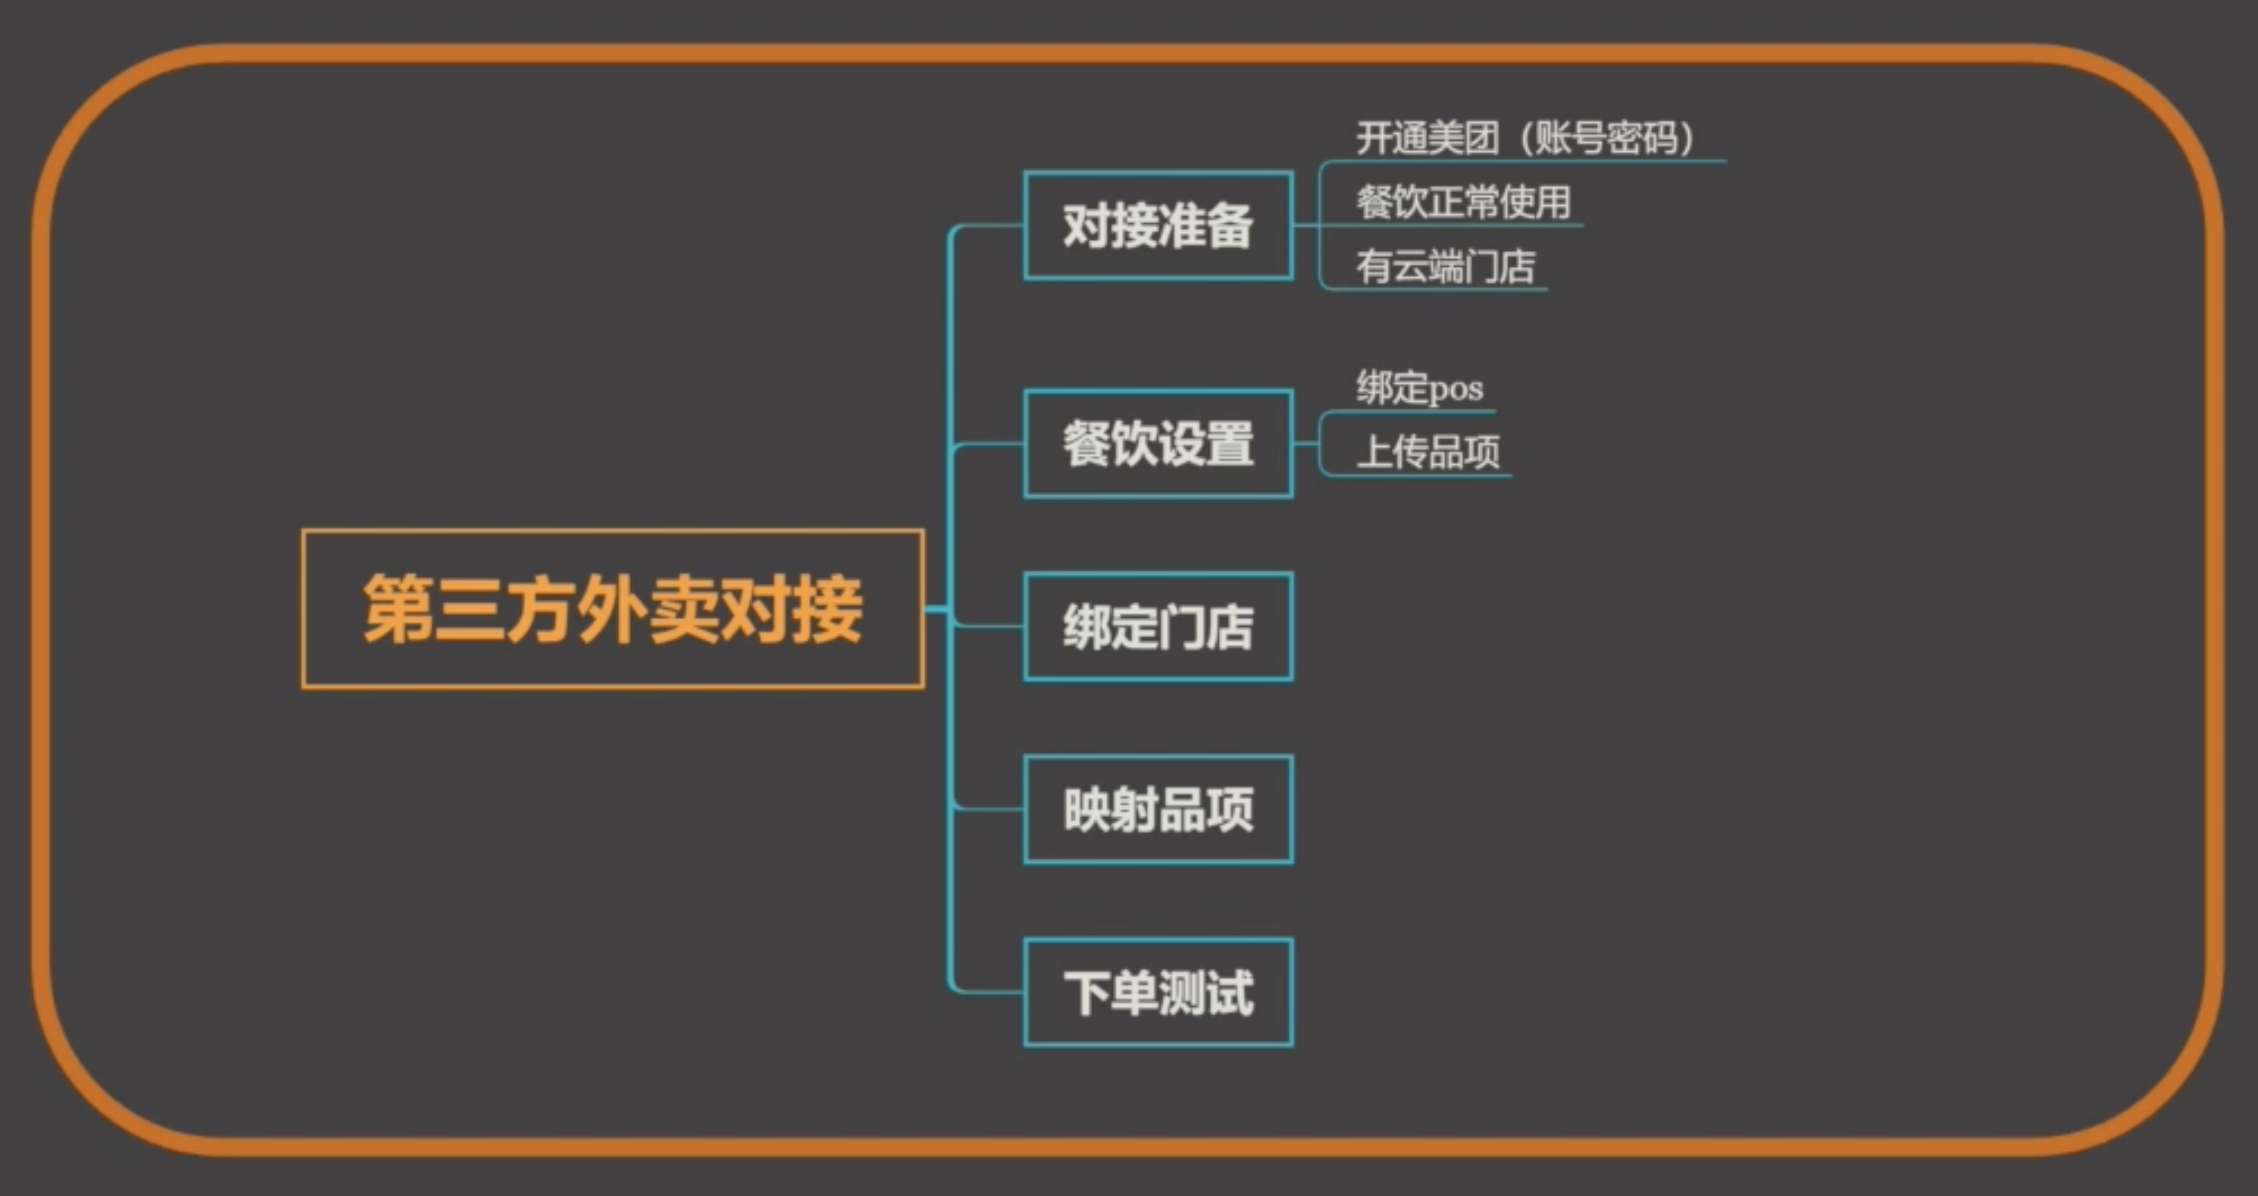 第三方外卖对接
对接准备
开通美团（账号密码）
餐饮正常使用
有云端门店
餐饮设置
绑定pos
上传品项
绑定门店
映射品项
下单测试